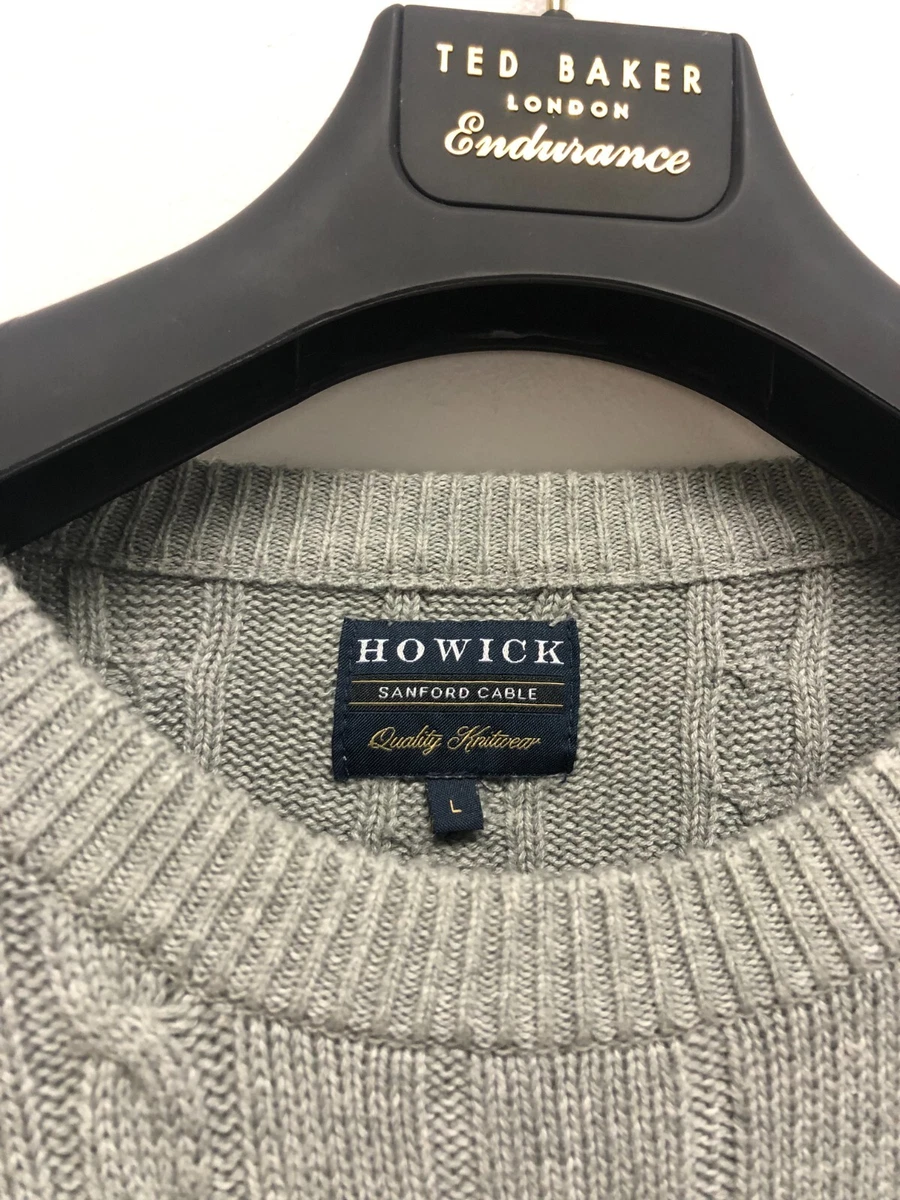 TED BAKER
LONDON
Endurance
HOWICK
SANFORD CABLE
Quality Knitwear
L